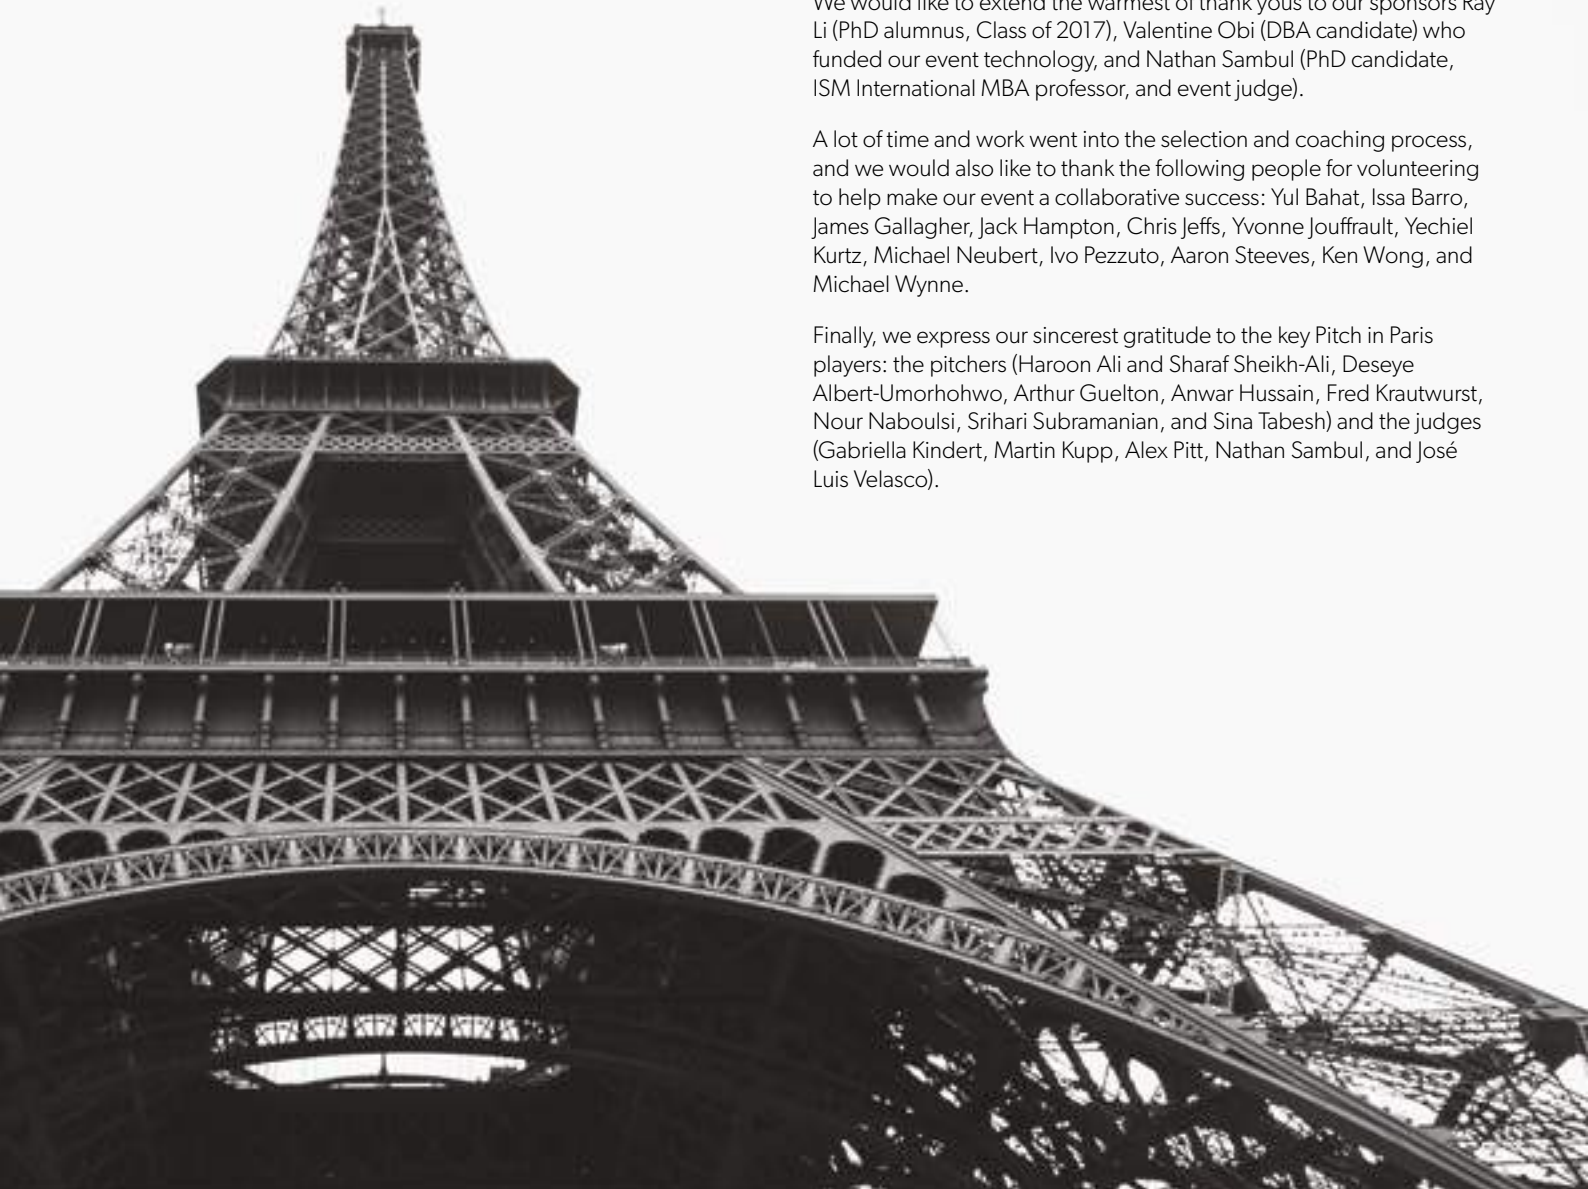 We would like to extend the warmest of thank yous to our sponsors Ray
Li (PhD alumnus, Class of 2017), Valentine Obi (DBA candidate) who
funded our event technology, and Nathan Sambul (PhD candidate,
ISM International MBA professor, and event judge).
A lot of time and work went into the selection and coaching process,
and we would also like to thank the following people for volunteering
to help make our event a collaborative success: Yul Bahat, Issa Barro,
James Gallagher, Jack Hampton, Chris Jeffs, Yvonne Jouffrault, Yechiel
Kurtz, Michael Neubert, Ivo Pezzuto, Aaron Steeves, Ken Wong, and
Michael Wynne.
Finally, we express our sincerest gratitude to the key Pitch in Paris
players: the pitchers (Haroon Ali and Sharaf Sheikh-Ali, Deseye
Albert-Umorhohwo, Arthur Guelton, Anwar Hussain, Fred Krautwurst,
Nour Naboulsi, Srihari Subramanian, and Sina Tabesh) and the judges
(Gabriella Kindert, Martin Kupp, Alex Pitt, Nathan Sambul, and José
Luis Velasco).